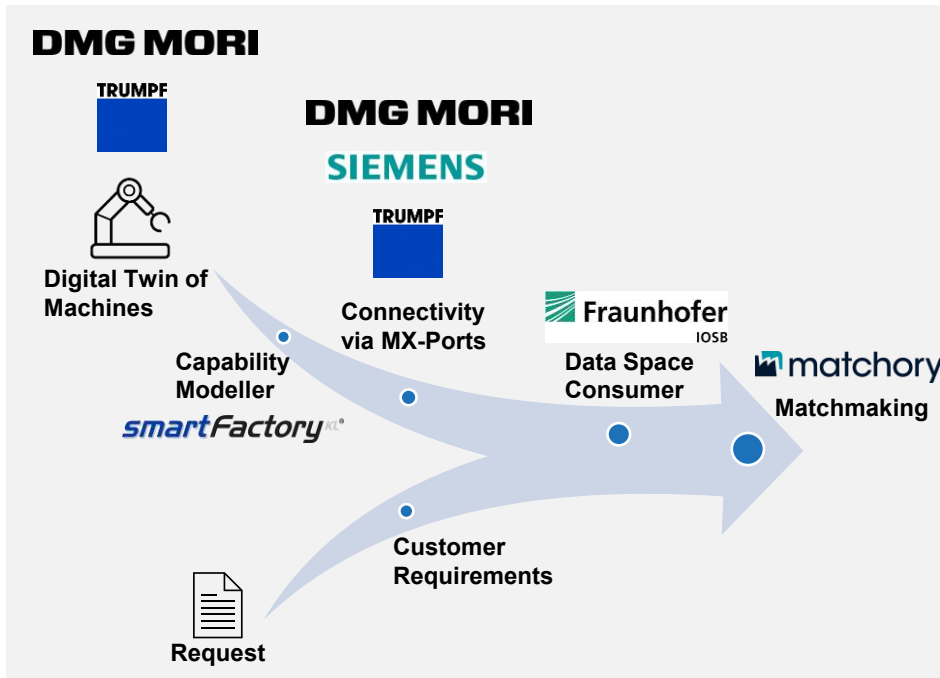 DMG MORI
TRUMPF
Digital Twin of
Machines
DMG MORI
SIEMENS
TRUMPF
Connectivity
via MX-Ports
Capability
Modeller
smartFactory KL®
Fraunhofer
IOSB
Data Space
Consumer
matchory
Matchmaking
Customer
Requirements
Request